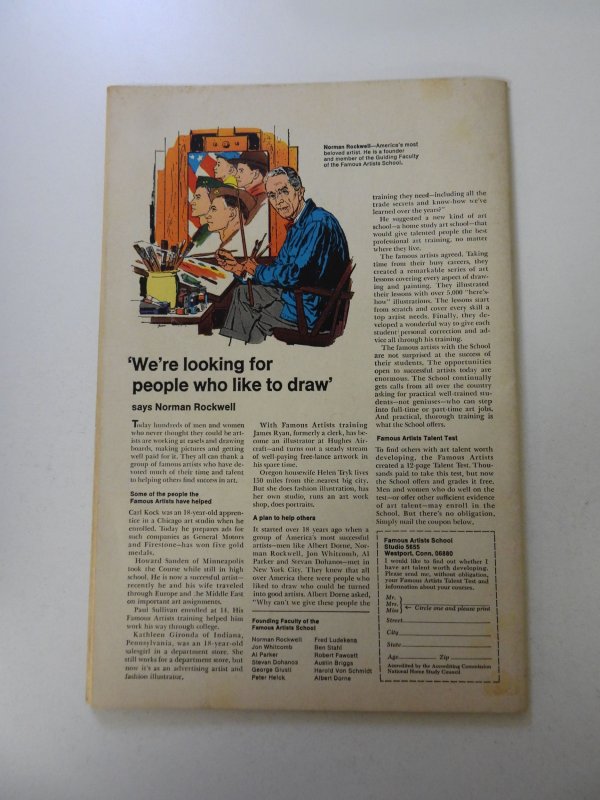 Norman Rockwell—America's most
beloved artist. He is a founder
and member of the Guiding Faculty
of the Famous Artists School.
'We're looking for
people who like to draw'
says Norman Rockwell
Today hundreds of men and women
who never thought they could be art-
ists are working at easels and drawing
boards, making pictures and getting
well paid for it. They all can thank a
group of famous artists who have de-
voted much of their time and talent
to helping others find success in art.
Some of the people the
Famous Artists have helped
Carl Kock was an 18-year-old appren-
tice in a Chicago art studio when he
enrolled. Today he prepares ads for
such companies as General Motors
and Firestone—has won five gold
medals.
Howard Sanden of Minneapolis
took the Course while still in high
school. He is now a successful artist—
recently he and his wife traveled
through Europe and the Middle East
on important art assignments.
Paul Sullivan enrolled at 14. His
Famous Artists training helped him
work his way through college.
Kathleen Gironda of Indiana,
Pennsylvania, was an 18-year-old
salesgirl in a department store. She
still works for a department store, but
now it's as an advertising artist and
fashion illustrator.
With Famous Artists training
James Ryan, formerly a clerk, has be-
come an illustrator at Hughes Air-
craft—and turns out a steady stream
of well-paying free-lance artwork in
his spare time.
Oregon housewife Helen Tryk lives
150 miles from the nearest big city.
But she does fashion illustration, has
her own studio, runs an art work
shop, does portraits.
A plan to help others
It started over 18 years ago when a
group of America's most successful
artists—men like Albert Dorne, Nor-
man Rockwell, Jon Whitcomb, Al
Parker and Stevan Dohanos—met in
New York City. They knew that all
over America there were people who
liked to draw who could be turned
into good artists. Albert Dorne asked,
"Why can't we give these people the
Founding Faculty of the
Famous Artists School
Norman Rockwell
Jon Whitcomb
Al Parker
Stevan Dohanos
George Giusti
Peter Helck
Fred Ludekens
Ben Stahl
Robert Fawcett
Austin Briggs
Harold Von Schmidt
Albert Dorne
training they need—including all the
trade secrets and know-how we've
learned over the years?"
He suggested a new kind of art
school—a home study art school—that
would give talented people the best
professional art training, no matter
where they live.
The famous artists agreed. Taking
time from their busy careers, they
created a remarkable series of art
lessons covering every aspect of draw-
ing and painting. They illustrated
their lessons with over 5,000 "here's-
how" illustrations. The lessons start
from scratch and cover every skill a
top artist needs. Finally, they de-
veloped a wonderful way to give each
student personal correction and ad-
vice all through his training.
The famous artists with the School
are not surprised at the success of
their students. The opportunities
open to successful artists today are
enormous. The School continually
gets calls from all over the country
asking for practical well-trained stu-
dents—not geniuses—who can step
into full-time or part-time art jobs.
And practical, thorough training is
what the School offers.
Famous Artists Talent Test
To find others with art talent worth
developing, the Famous Artists
created a 12-page Talent Test. Thou-
sands paid to take this test, but now
the School offers and grades it free.
Men and women who do well on the
test—or offer other sufficient evidence
of art talent—may enroll in the
School. But there's no obligation.
Simply mail the coupon below.
Famous Artists School
Studio 5655
Westport, Conn. 06880
I would like to find out whether I
have art talent worth developing.
Please send me, without obligation,
your Famous Artists Talent Test and
information about your courses.
Mr.
Mrs. ← Circle one and please print
Miss
Street
City
State
Age Zip
Accredited by the Accrediting Commission
National Home Study Council